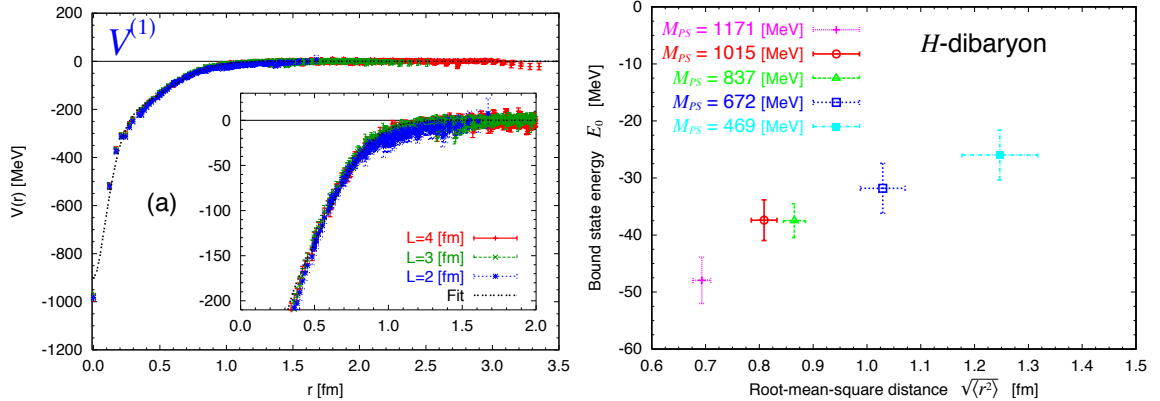 V(1)
V(r) [MeV]
200
0
-200
-400
-600
-800
-1000
-1200
(a)
0
-50
-100
-150
-200
L=4 [fm]
L=3 [fm]
L=2 [fm]
Fit
0.0 0.5 1.0 1.5 2.0
0.0 0.5 1.0 1.5 2.0 2.5 3.0 3.5
r [fm]
Bound state energy E0 [MeV]
0
-10
-20
-30
-40
-50
-60
MPS = 1171 [MeV]
MPS = 1015 [MeV]
MPS = 837 [MeV]
MPS = 672 [MeV]
MPS = 469 [MeV]
H-dibaryon
0.6 0.7 0.8 0.9 1.0 1.1 1.2 1.3 1.4 1.5
Root-mean-square distance √⟨r²⟩ [fm]